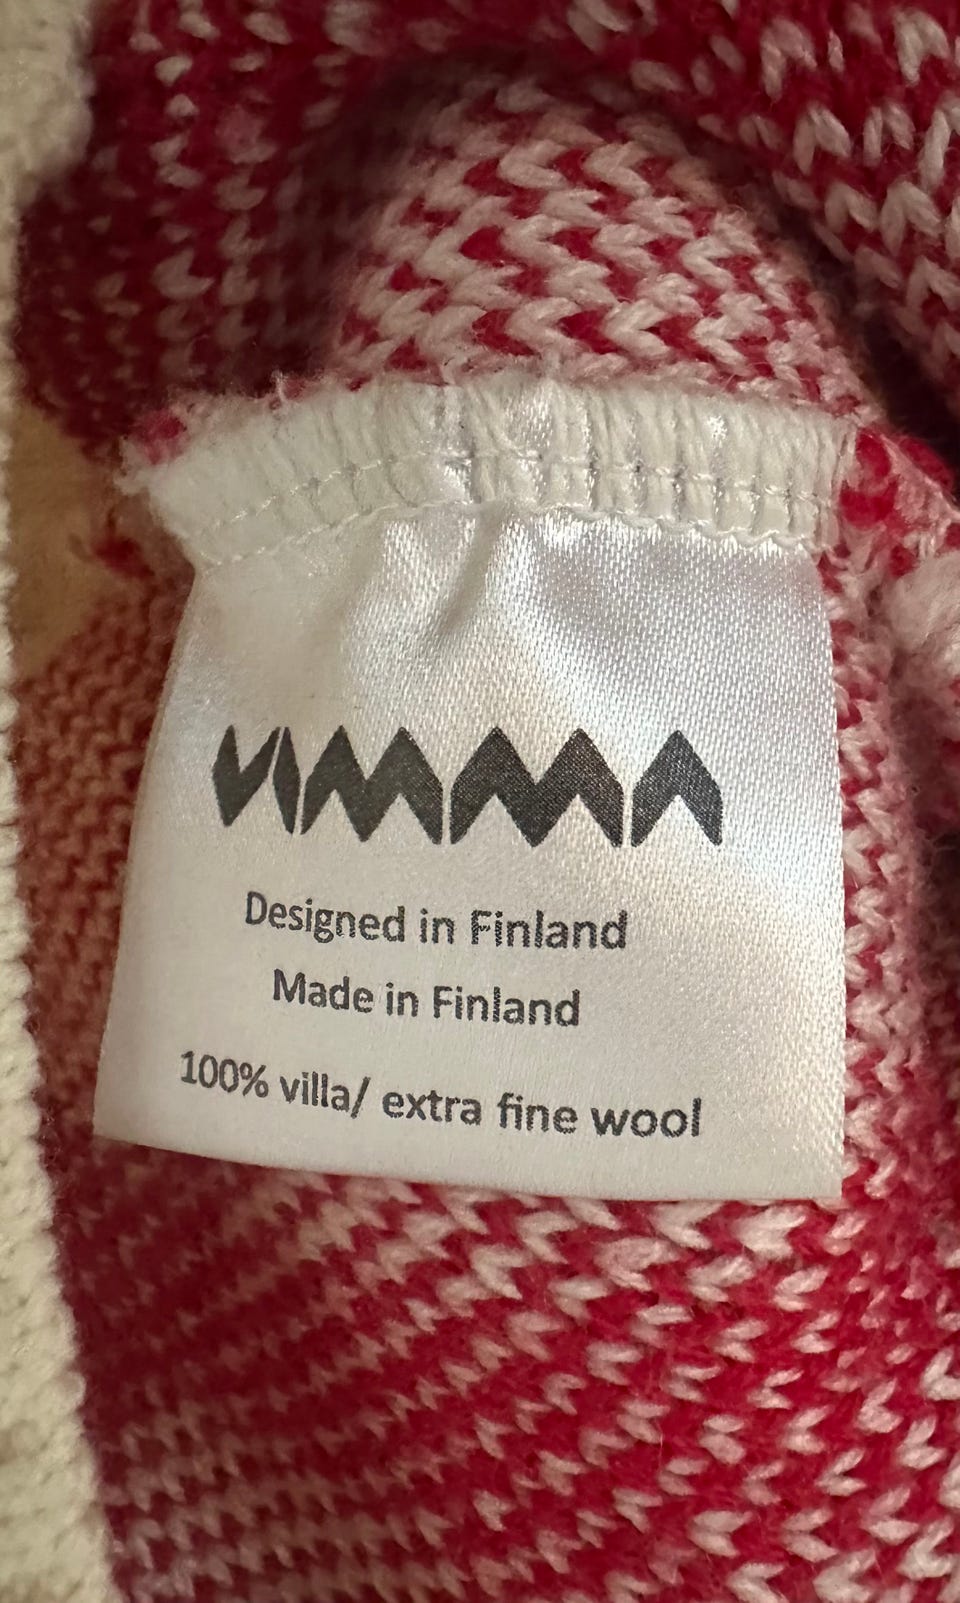 VIMMA
Designed in Finland
Made in Finland
100% villa/ extra fine wool